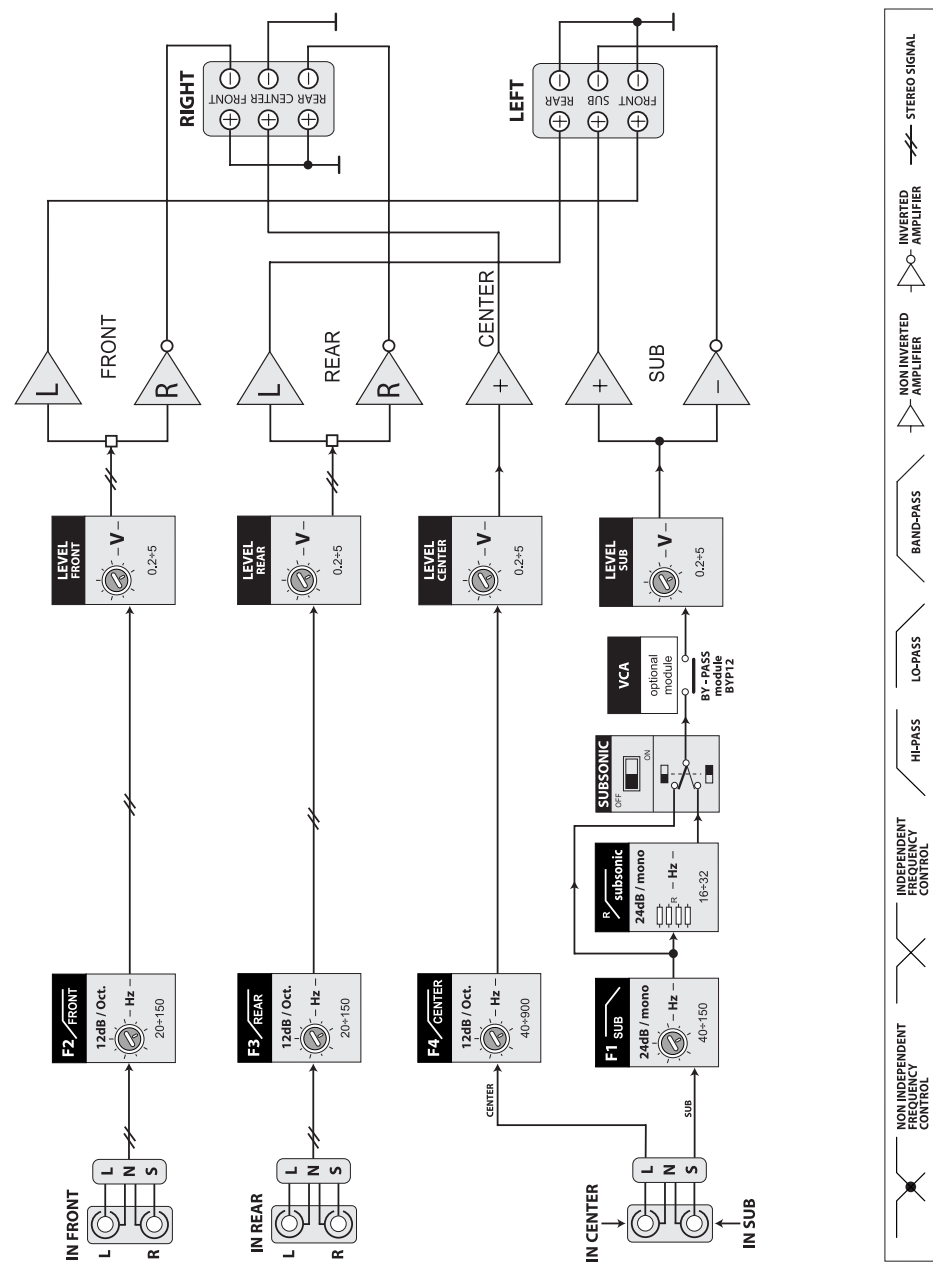 IN FRONT
L
R
L
N
S
F2 FRONT
12dB / Oct.
– Hz –
20÷150
LEVEL
FRONT
– V –
0.2÷5
L
FRONT
R
RIGHT
FRONT
CENTER
REAR
IN REAR
L
R
L
N
S
F3 REAR
12dB / Oct.
– Hz –
20÷150
LEVEL
REAR
– V –
0.2÷5
L
REAR
R
IN CENTER
IN SUB
L
N
S
CENTER
SUB
F4 CENTER
12dB / Oct.
– Hz –
40÷900
LEVEL
CENTER
– V –
0.2÷5
+
CENTER
F1 SUB
24dB / mono
– Hz –
40÷150
R subsonic
24dB / mono
R
– Hz –
16÷32
SUBSONIC
OFF
ON
VCA
optional
module
BY - PASS
module
BYP12
LEVEL
SUB
– V –
0.2÷5
+
SUB
–
LEFT
REAR
SUB
FRONT
NON INDEPENDENT
FREQUENCY
CONTROL
INDEPENDENT
FREQUENCY
CONTROL
HI-PASS
LO-PASS
BAND-PASS
NON INVERTED
AMPLIFIER
INVERTED
AMPLIFIER
STEREO SIGNAL